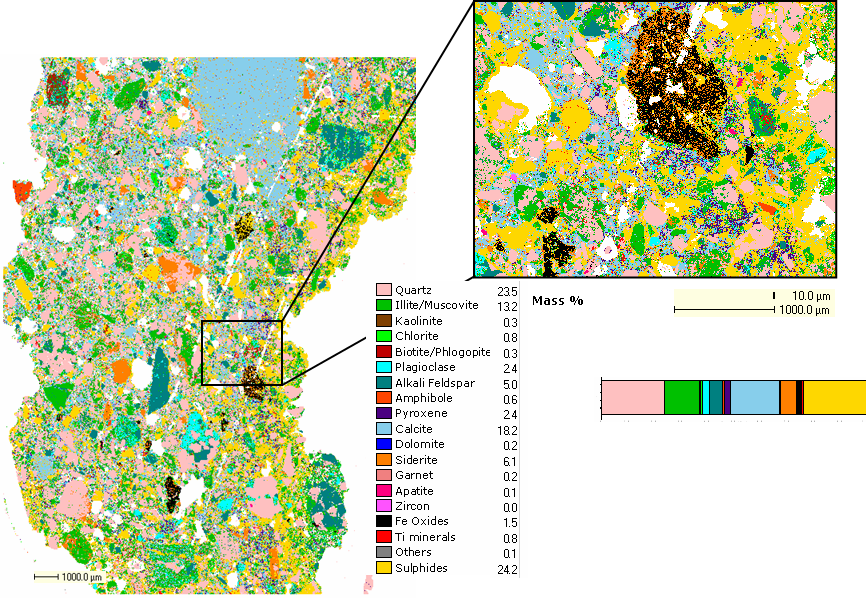 Quartz 23.5
Illite/Muscovite 13.2
Kaolinite 0.3
Chlorite 0.8
Biotite/Phlogopite 0.3
Plagioclase 2.4
Alkali Feldspar 5.0
Amphibole 0.6
Pyroxene 2.4
Calcite 18.2
Dolomite 0.2
Siderite 6.1
Garnet 0.2
Apatite 0.1
Zircon 0.0
Fe Oxides 1.5
Ti minerals 0.8
Others 0.1
Sulphides 24.2
Mass %
10.0 µm
1000.0 µm
1000.0 µm